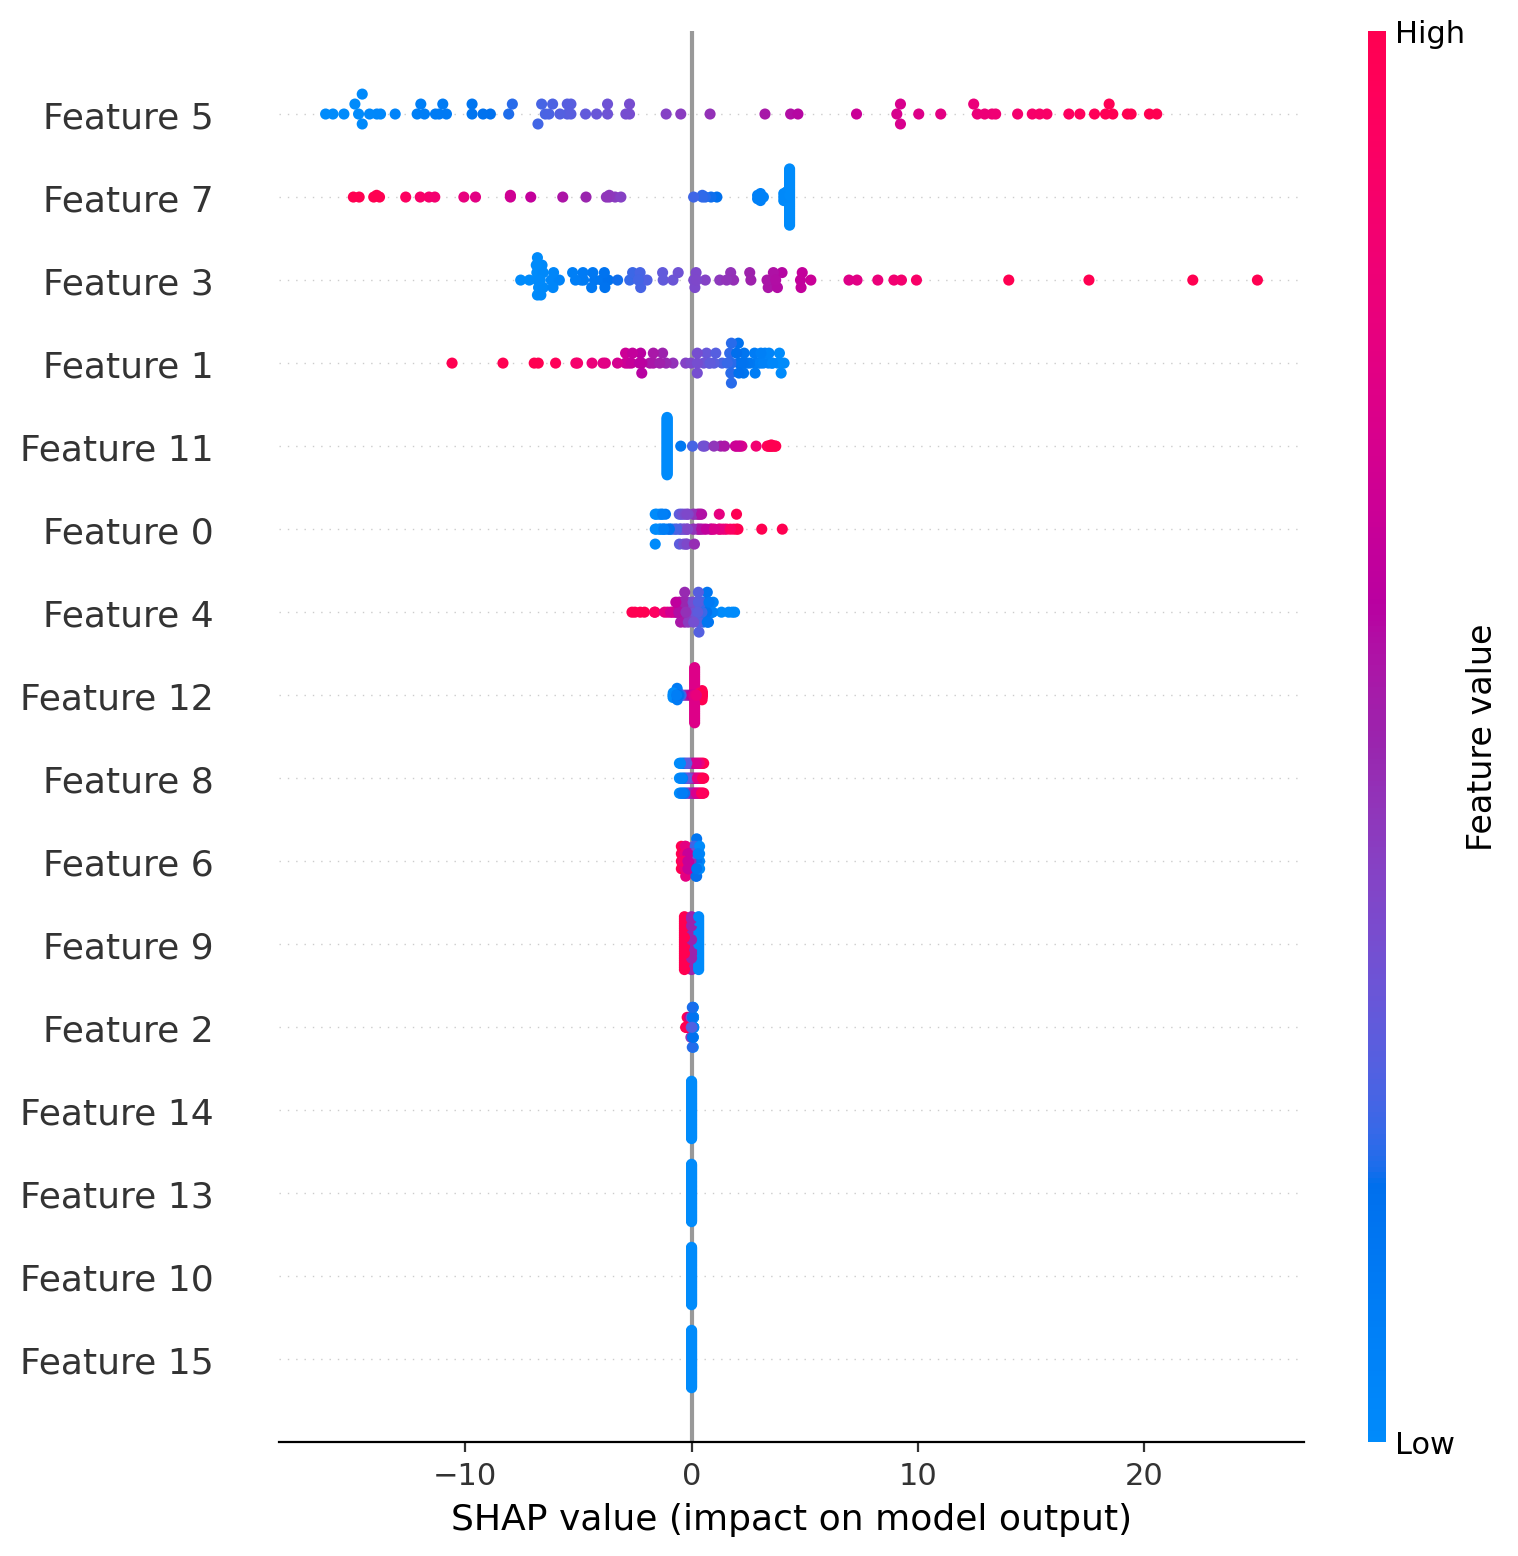 High
Feature 5
Feature 7
Feature 3
Feature 1
Feature 11
Feature 0
Feature 4
Feature 12
Feature 8
Feature 6
Feature 9
Feature 2
Feature 14
Feature 13
Feature 10
Feature 15
Feature value
Low
−10 0 10 20
SHAP value (impact on model output)